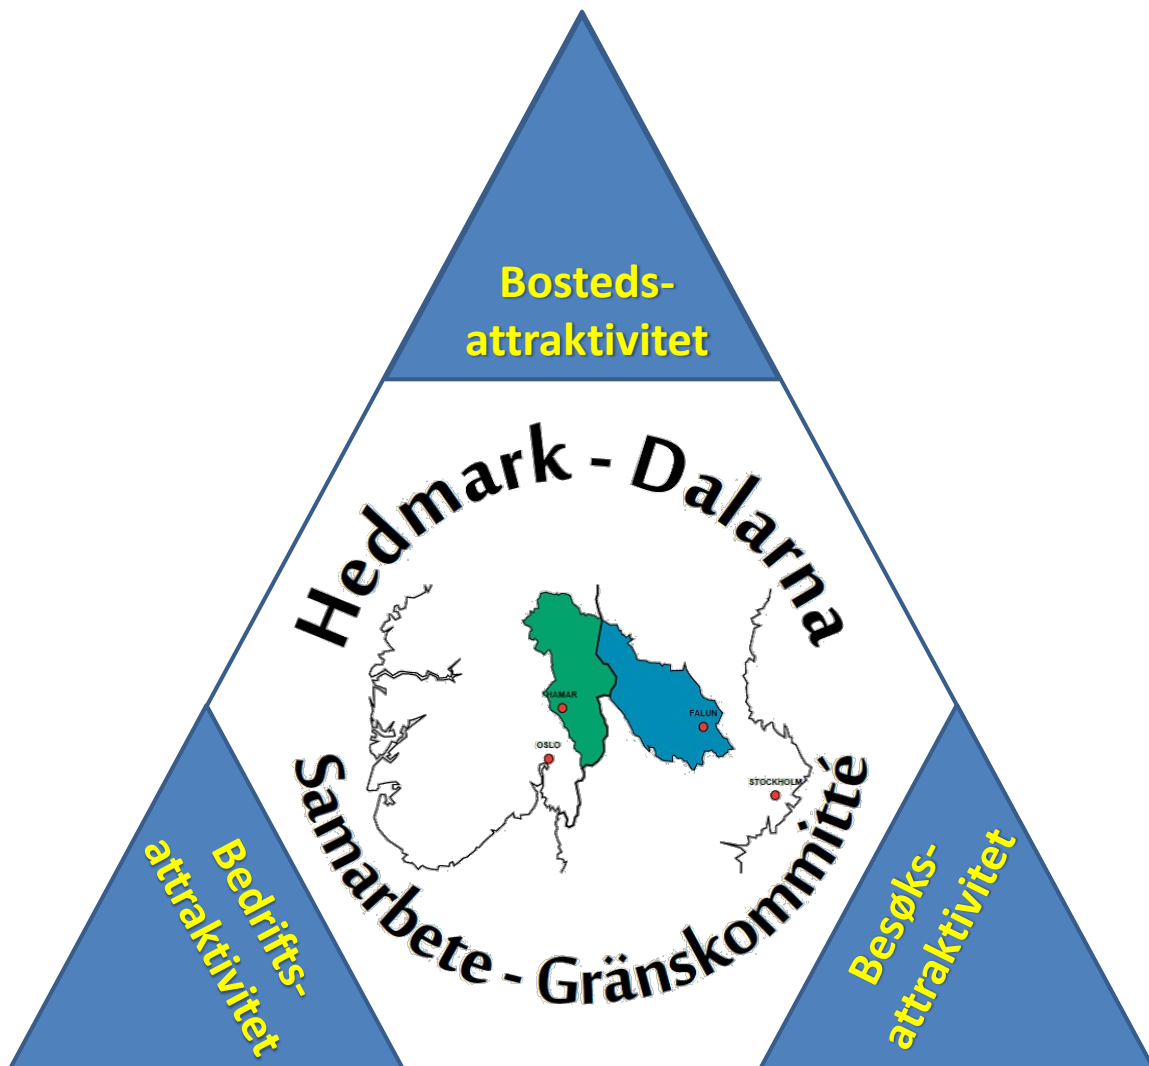 Bosteds-
attraktivitet
Hedmark - Dalarna
HAMAR
FALUN
OSLO
STOCKHOLM
Samarbete - Gränskommitté
Bedrifts-
attraktivitet
Besøks-
attraktivitet